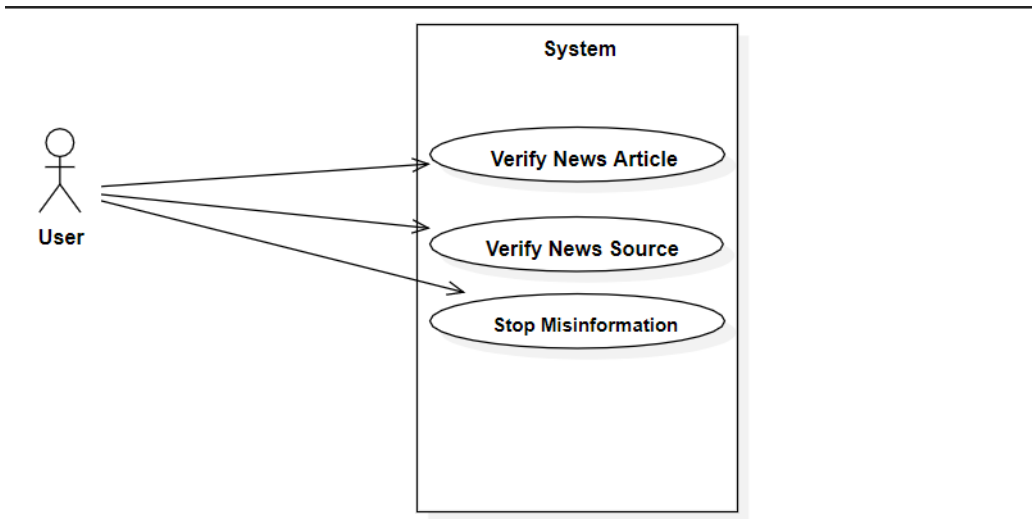 System
Verify News Article
User
Verify News Source
Stop Misinformation